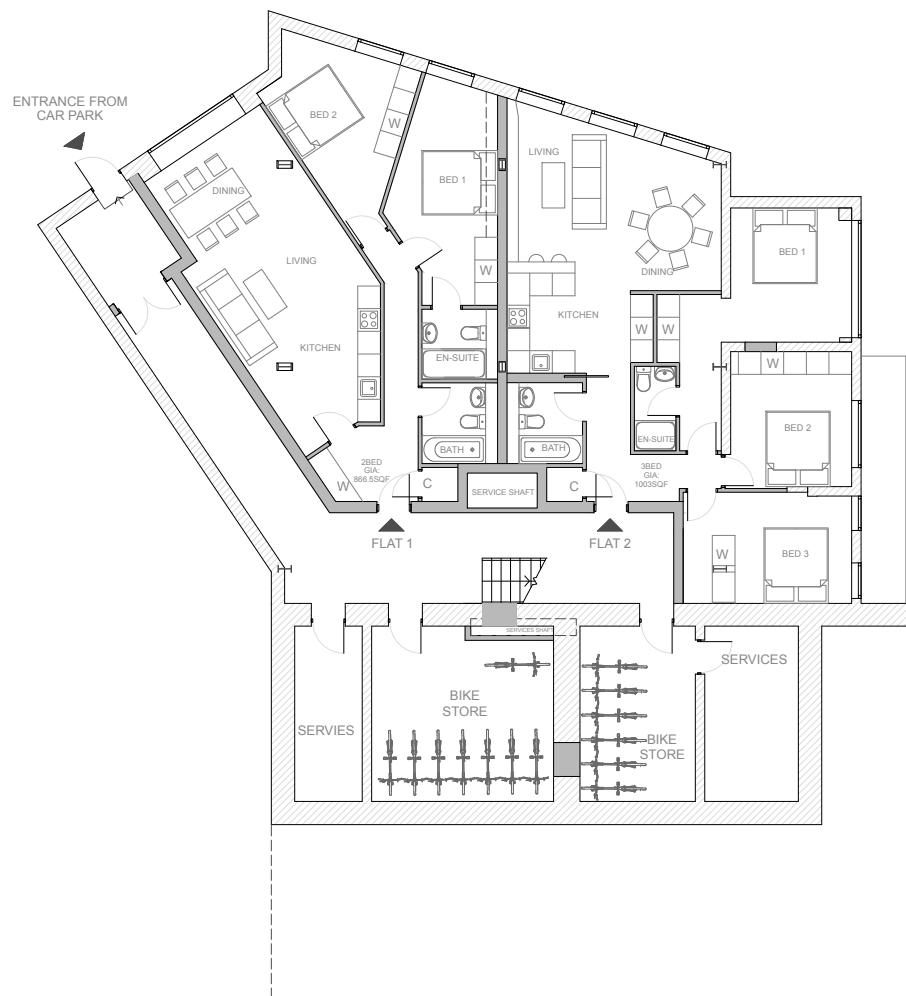 ENTRANCE FROM
CAR PARK
BED 2
W
BED 1
W
DINING
LIVING
KITCHEN
EN-SUITE
BATH
2BED
GIA:
866.5SQF
W
C
SERVICE SHAFT
LIVING
DINING
KITCHEN
W
W
BED 1
W
BED 2
EN-SUITE
BATH
3BED
GIA:
1003SQF
C
W
BED 3
FLAT 1
FLAT 2
SERVICES SHAFT
SERVIES
BIKE
STORE
BIKE
STORE
SERVICES